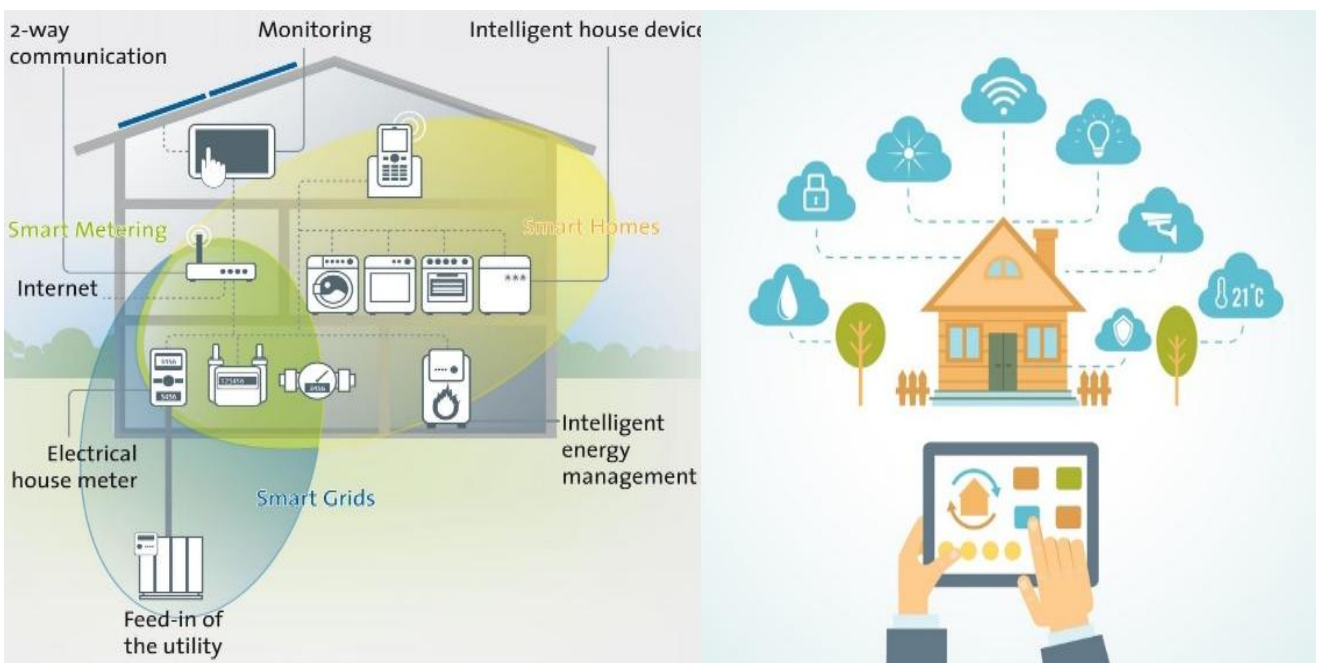 2-way
communication
Monitoring
Intelligent house device
Smart Metering
Smart Homes
Internet
Electrical
house meter
Intelligent
energy
management
Smart Grids
Feed-in of
the utility
123456
21°C